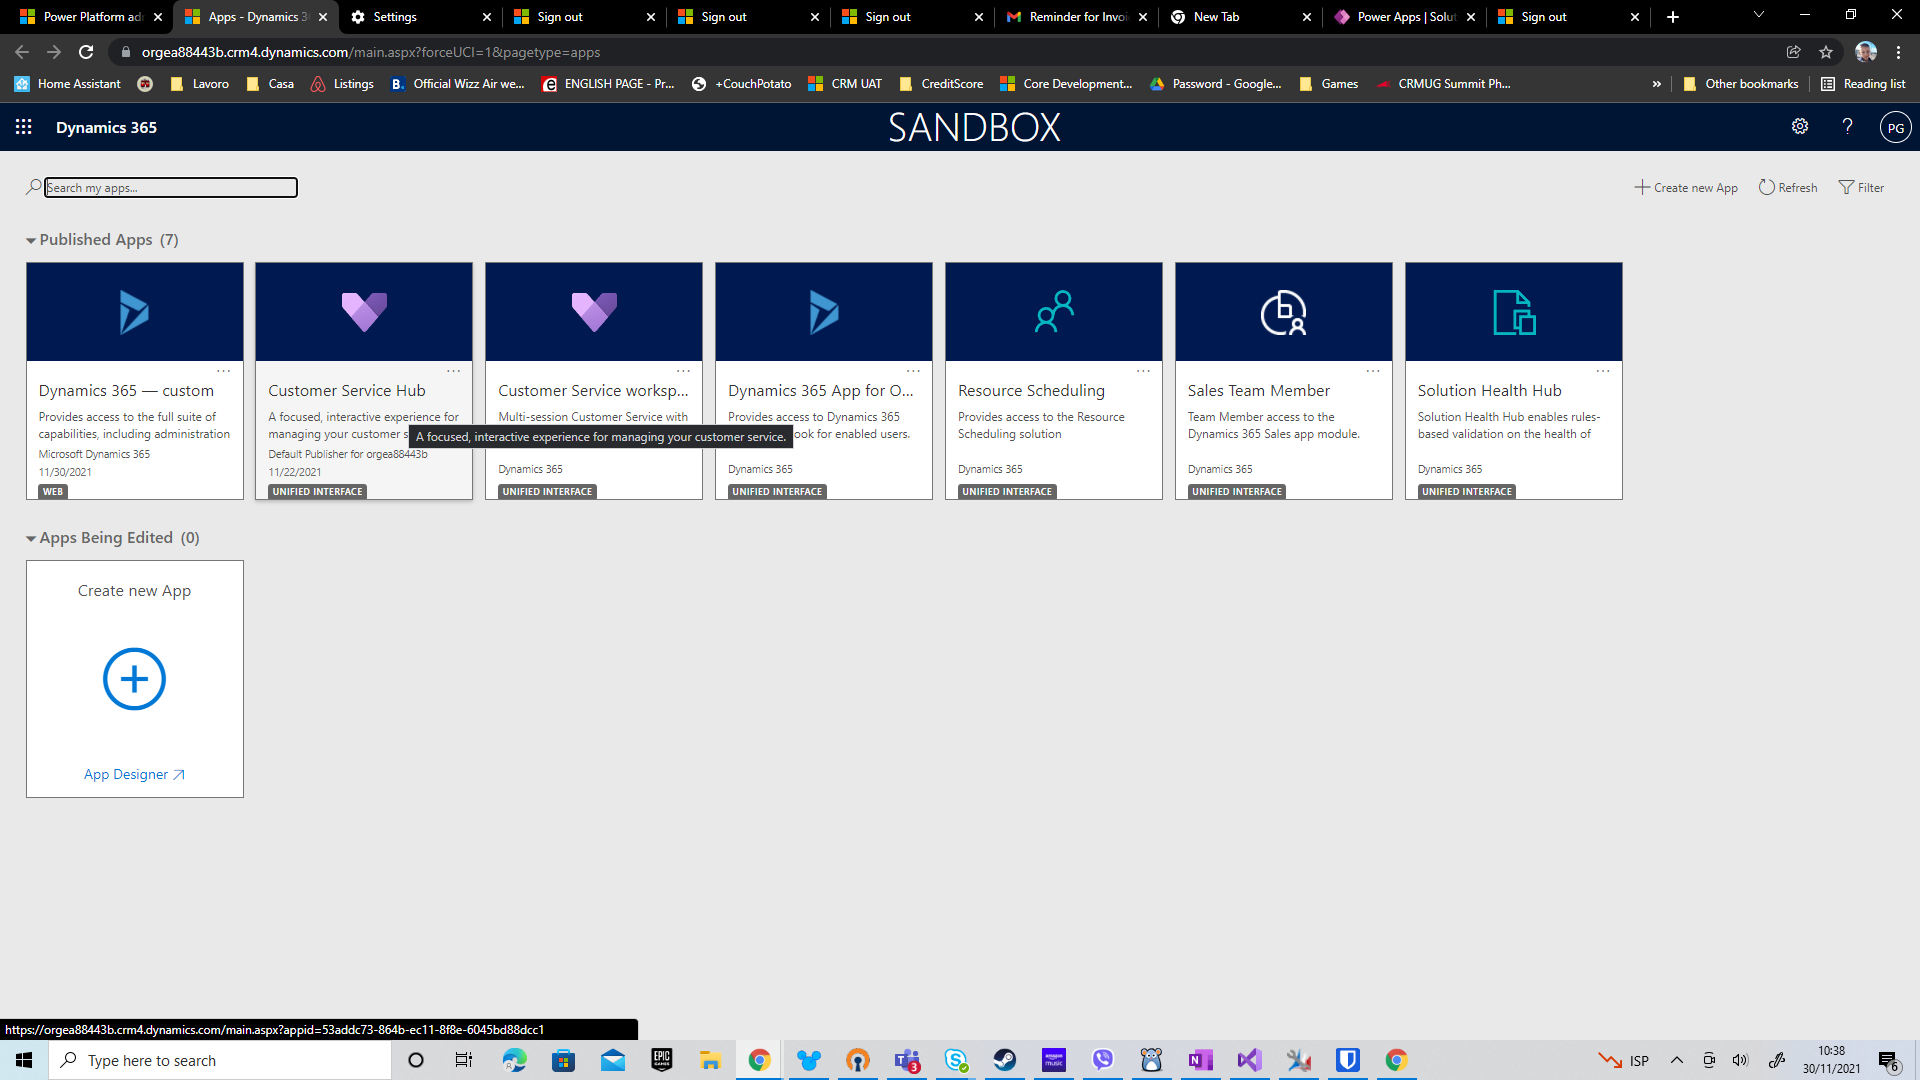 Power Platform ad
Apps - Dynamics 3
Settings
Sign out
Sign out
Sign out
Reminder for Invoi
New Tab
Power Apps | Solut
Sign out
orgea88443b.crm4.dynamics.com/main.aspx?forceUCI=1&pagetype=apps
Home Assistant
Lavoro
Casa
Listings
Official Wizz Air we...
ENGLISH PAGE - Pr...
+CouchPotato
CRM UAT
CreditScore
Core Development...
Password - Google...
Games
CRMUG Summit Ph...
»
Other bookmarks
Reading list
Dynamics 365
SANDBOX
?
PG
Search my apps...
Create new App
Refresh
Filter
Published Apps (7)
Dynamics 365 — custom
Provides access to the full suite of
capabilities, including administration
Microsoft Dynamics 365
11/30/2021
WEB
Customer Service Hub
A focused, interactive experience for
managing your customer s
Default Publisher for orgea88443b
11/22/2021
UNIFIED INTERFACE
A focused, interactive experience for managing your customer service.
Customer Service worksp...
Multi-session Customer Service with
Dynamics 365
UNIFIED INTERFACE
Dynamics 365 App for O...
Provides access to Dynamics 365
ook for enabled users.
Dynamics 365
UNIFIED INTERFACE
Resource Scheduling
Provides access to the Resource
Scheduling solution
Dynamics 365
UNIFIED INTERFACE
Sales Team Member
Team Member access to the
Dynamics 365 Sales app module.
Dynamics 365
UNIFIED INTERFACE
Solution Health Hub
Solution Health Hub enables rules-
based validation on the health of
Dynamics 365
UNIFIED INTERFACE
Apps Being Edited (0)
Create new App
App Designer
https://orgea88443b.crm4.dynamics.com/main.aspx?appid=53addc73-864b-ec11-8f8e-6045bd88dcc1
Type here to search
EPIC
GAMES
3
amazon
music
ISP
10:38
30/11/2021
6